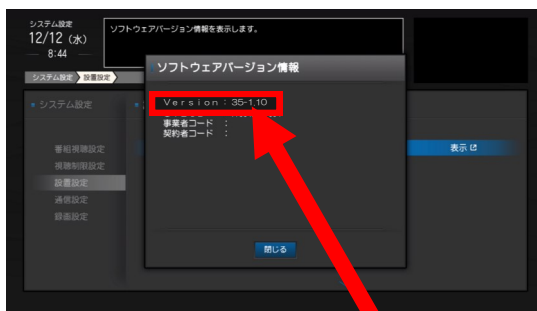 システム設定
12/12（水）
8:44
ソフトウェアバージョン情報を表示します。
システム設定 設置設定
ソフトウェアバージョン情報
システム設定
Version：35-1.10
事業者コード ：
契約者コード ：
番組視聴設定
視聴制限設定
設置設定
通信設定
録画設定
表示
閉じる